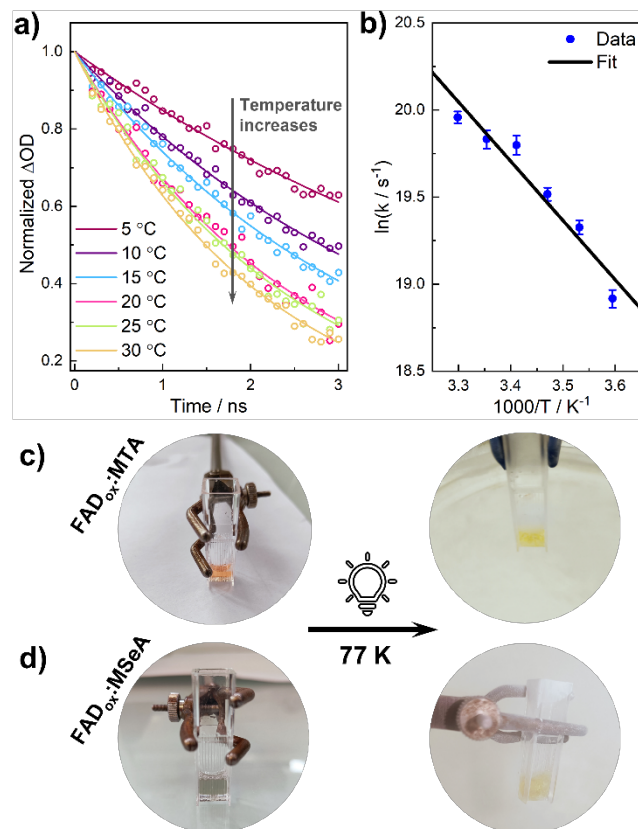 a)
Normalized ΔOD
1.0
0.8
0.6
0.4
0.2
Temperature
increases
5 °C
10 °C
15 °C
20 °C
25 °C
30 °C
0 1 2 3
Time / ns
b)
ln(k / s⁻¹)
20.5
20.0
19.5
19.0
18.5
Data
Fit
3.3 3.4 3.5 3.6
1000/T / K⁻¹
c)
FADₒₓ:MTA
77 K
d)
FADₒₓ:MSeA